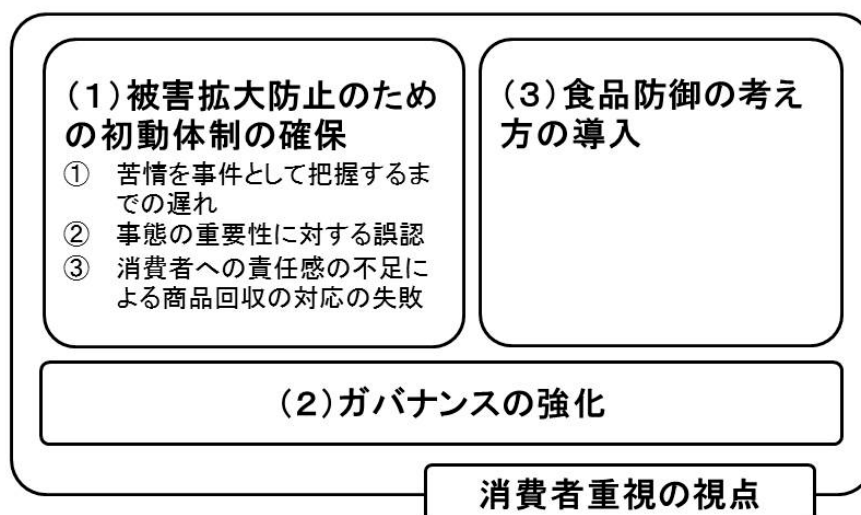 (1)被害拡大防止のため
の初動体制の確保
① 苦情を事件として把握するま
での遅れ
② 事態の重要性に対する誤認
③ 消費者への責任感の不足に
よる商品回収の対応の失敗
(3)食品防御の考え
方の導入
(2)ガバナンスの強化
消費者重視の視点